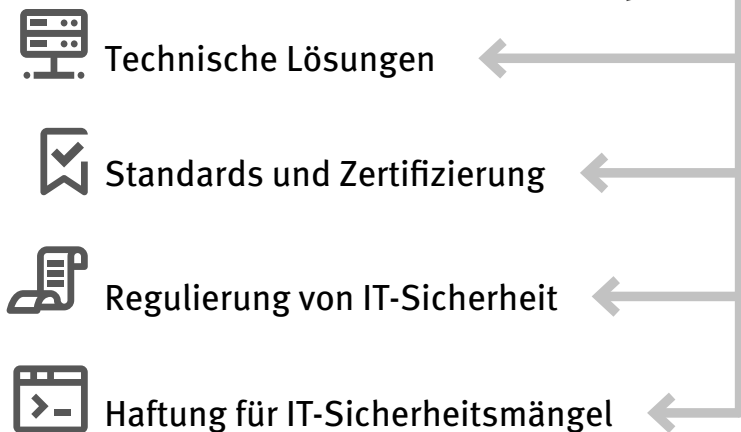 Technische Lösungen
Standards und Zertifizierung
Regulierung von IT-Sicherheit
Haftung für IT-Sicherheitsmängel